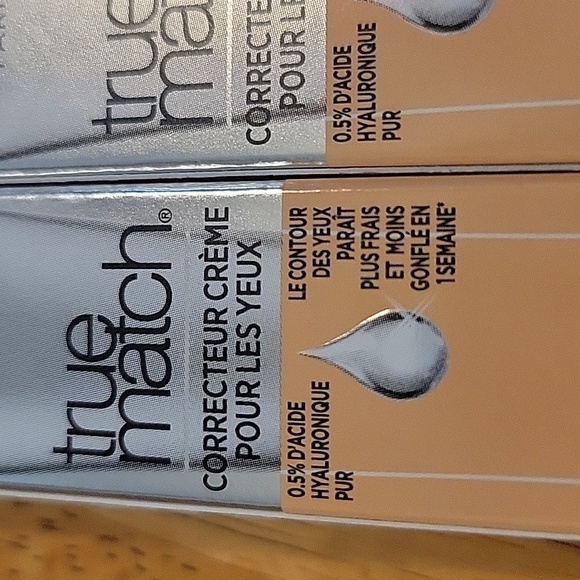 true
match®
CORRECTEUR CRÈME
POUR LES YEUX
0.5% D'ACIDE
HYALURONIQUE
PUR
LE CONTOUR
DES YEUX
PARAÎT
PLUS FRAIS
ET MOINS
GONFLÉ EN
1 SEMAINE*
true
CORRECTE
POUR LE
0.5% D'ACIDE
HYALURONIQUE
PUR